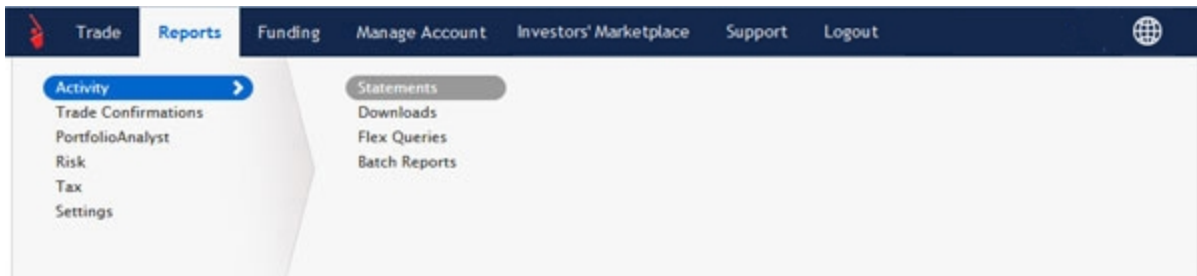 Trade Reports Funding Manage Account Investors' Marketplace Support Logout
Activity
Trade Confirmations
PortfolioAnalyst
Risk
Tax
Settings
Statements
Downloads
Flex Queries
Batch Reports